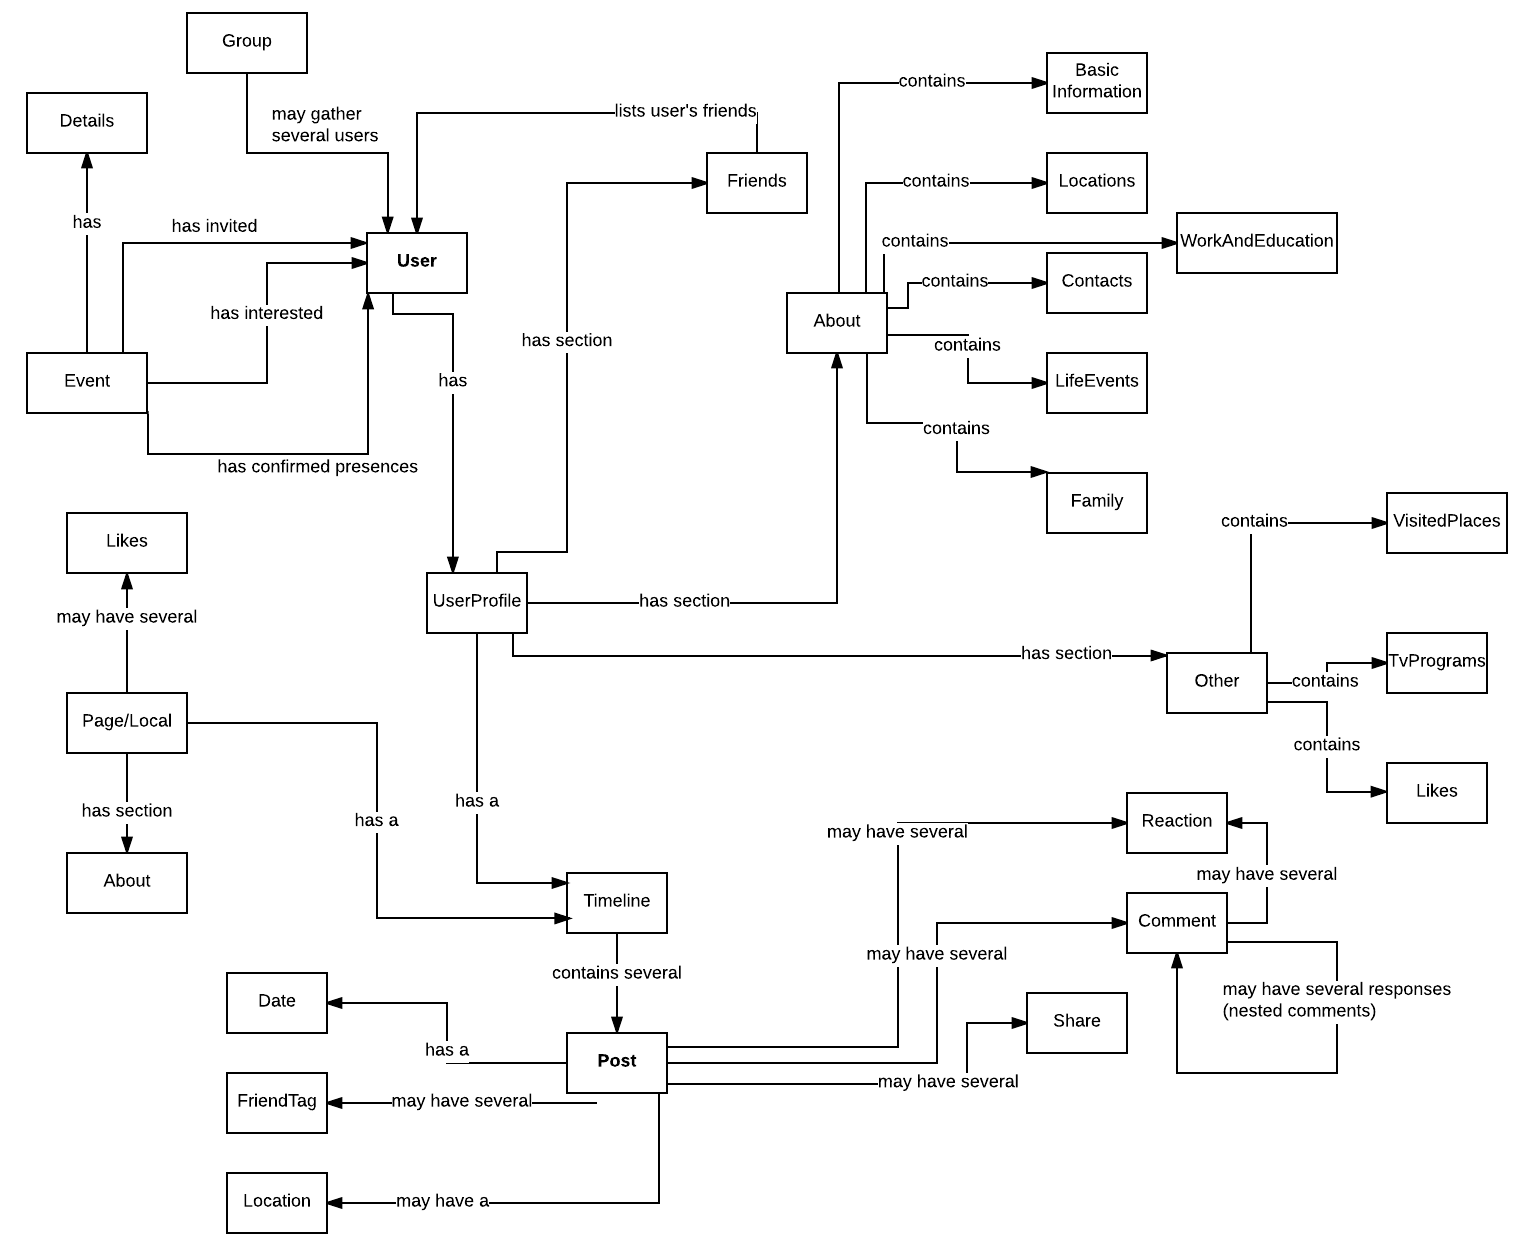 Group
Basic
Information
contains
Details
may gather
several users
lists user's friends
Friends
contains
Locations
has
has invited
User
contains
WorkAndEducation
contains
Contacts
has interested
About
has section
contains
LifeEvents
Event
has
contains
has confirmed presences
Family
contains
VisitedPlaces
Likes
may have several
UserProfile
has section
has section
Other
contains
TvPrograms
Page/Local
contains
Likes
has section
has a
has a
may have several
Reaction
may have several
About
Timeline
Comment
may have several
contains several
may have several responses
(nested comments)
Date
has a
Post
Share
may have several
FriendTag
may have several
Location
may have a